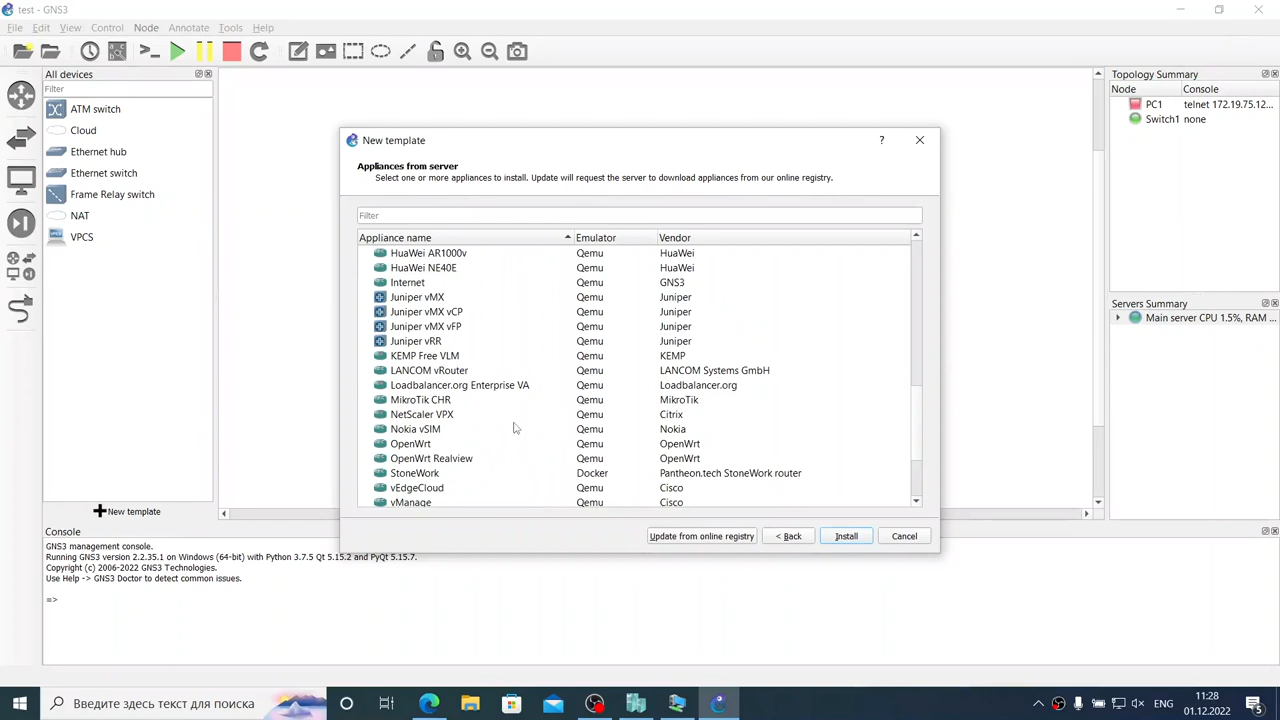 test - GNS3
File Edit View Control Node Annotate Tools Help
All devices
Filter
ATM switch
Cloud
Ethernet hub
Ethernet switch
Frame Relay switch
NAT
VPCS
New template
New template
?
Appliances from server
Select one or more appliances to install. Update will request the server to download appliances from our online registry.
Filter
Appliance name Emulator Vendor
HuaWei AR1000v Qemu HuaWei
HuaWei NE40E Qemu HuaWei
Internet Qemu GNS3
Juniper vMX Qemu Juniper
Juniper vMX vCP Qemu Juniper
Juniper vMX vFP Qemu Juniper
Juniper vRR Qemu Juniper
KEMP Free VLM Qemu KEMP
LANCOM vRouter Qemu LANCOM Systems GmbH
Loadbalancer.org Enterprise VA Qemu Loadbalancer.org
MikroTik CHR Qemu MikroTik
NetScaler VPX Qemu Citrix
Nokia vSIM Qemu Nokia
OpenWrt Qemu OpenWrt
OpenWrt Realview Qemu OpenWrt
StoneWork Docker Pantheon.tech StoneWork router
vEdgeCloud Qemu Cisco
vManage Qemu Cisco
Update from online registry < Back Install Cancel
Topology Summary
Node Console
PC1 telnet 172.19.75.12...
Switch1 none
Servers Summary
Main server CPU 1.5%, RAM ...
Console
GNS3 management console.
Running GNS3 version 2.2.35.1 on Windows (64-bit) with Python 3.7.5 Qt 5.15.2 and PyQt 5.15.7.
Copyright (c) 2006-2022 GNS3 Technologies.
Use Help -> GNS3 Doctor to detect common issues.
=>
Введите здесь текст для поиска
ENG
11:28
01.12.2022
5